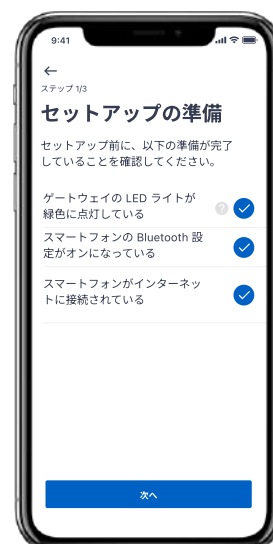 9:41
ステップ 1/3
セットアップの準備
セットアップ前に、以下の準備が完了
していることを確認してください。
ゲートウェイの LED ライトが
緑色に点灯している
?
スマートフォンの Bluetooth 設
定がオンになっている
スマートフォンがインターネッ
トに接続されている
次へ